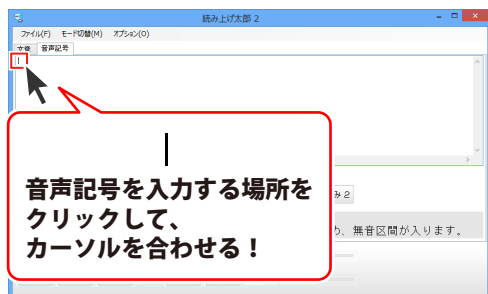 読み上げ太郎 2
ファイル(F) モード切替(M) オプション(O)
文章 音声記号
音声記号を入力する場所を
クリックして、
カーソルを合わせる！
み２
め、無音区間が入ります。